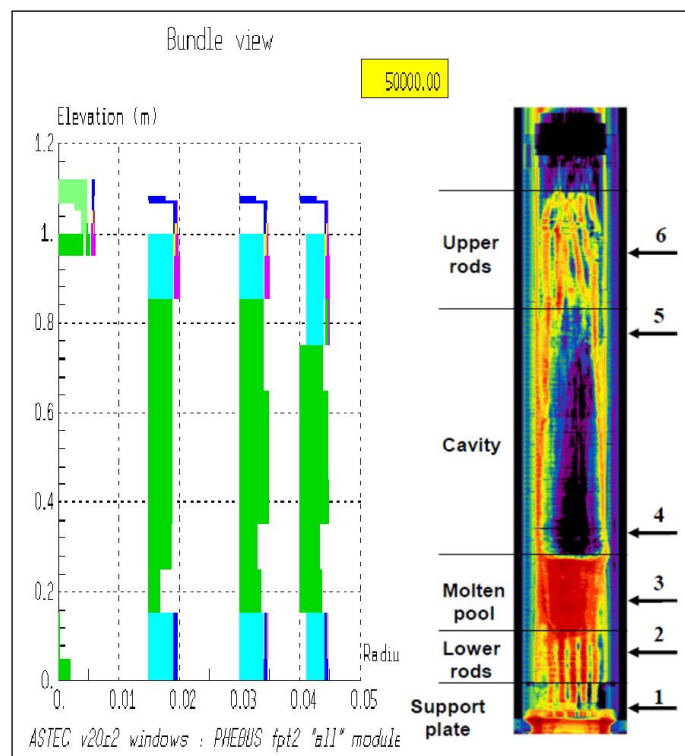 Bundle view
50000.00
Elevation (m)
1.2
1.
0.8
0.6
0.4
0.2
0.
0. 0.01 0.02 0.03 0.04 0.05
Radiu
ASTEC v20r2 windows : PHEBUS fpt2 "all" module
Upper rods
Cavity
Molten pool
Lower rods
Support plate
6
5
4
3
2
1